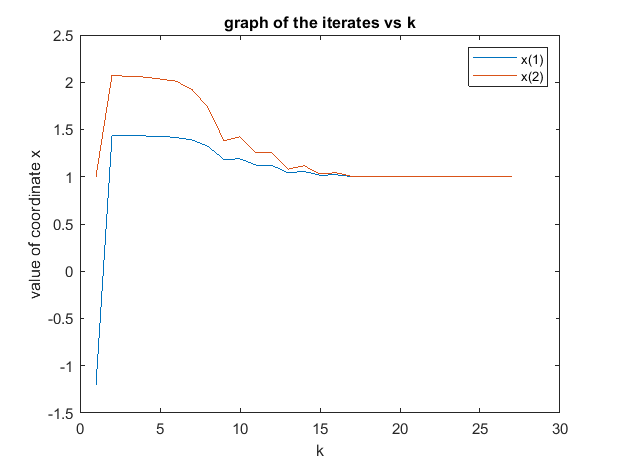 graph of the iterates vs k
x(1)
x(2)
value of coordinate x
2.5
2
1.5
1
0.5
0
-0.5
-1
-1.5
0 5 10 15 20 25 30
k